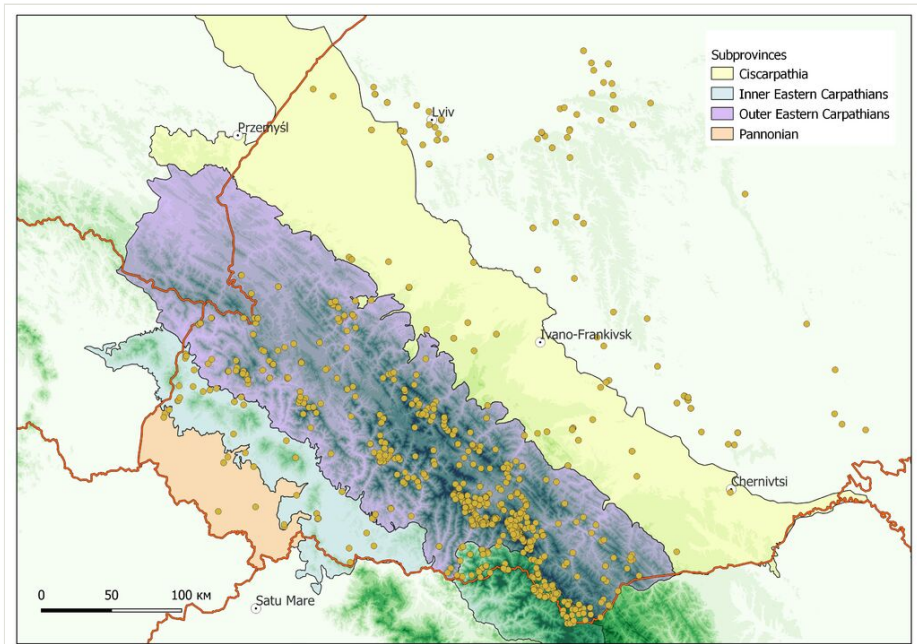 Subprovinces
Ciscarpathia
Inner Eastern Carpathians
Outer Eastern Carpathians
Pannonian
Lviv
Przemyśl
Ivano-Frankivsk
Chernivtsi
0 50 100 км
Satu Mare